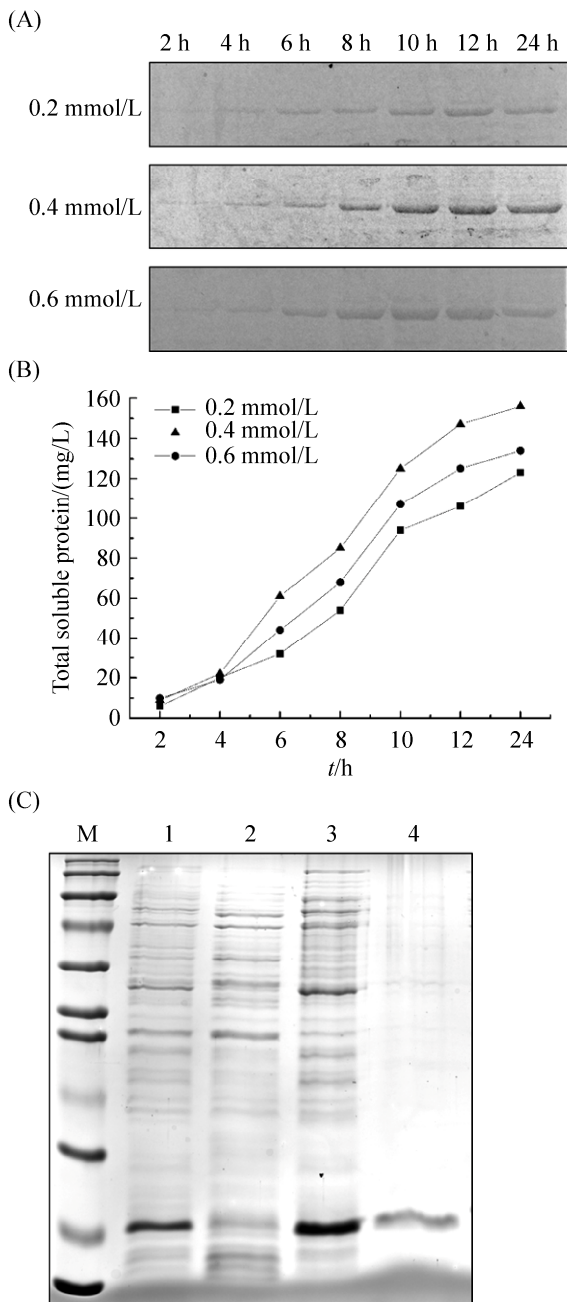 (A)
2 h 4 h 6 h 8 h 10 h 12 h 24 h
0.2 mmol/L
0.4 mmol/L
0.6 mmol/L
(B)
160
140
120
100
80
60
40
20
0
Total soluble protein/(mg/L)
0.2 mmol/L
0.4 mmol/L
0.6 mmol/L
2 4 6 8 10 12 24
t/h
(C)
M 1 2 3 4